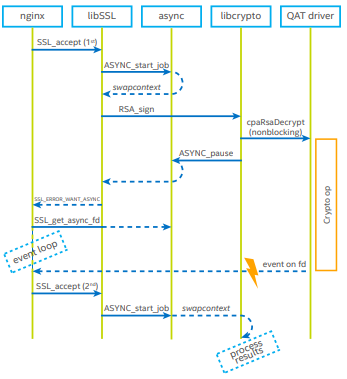 nginx libSSL async libcrypto QAT driver
SSL_accept (1st)
ASYNC_start_job
swapcontext
RSA_sign
cpaRsaDecrypt
(nonblocking)
ASYNC_pause
Crypto op
SSL_ERROR_WANT_ASYNC
SSL_get_async_fd
event loop
event on fd
SSL_accept (2nd)
ASYNC_start_job swapcontext
process
results